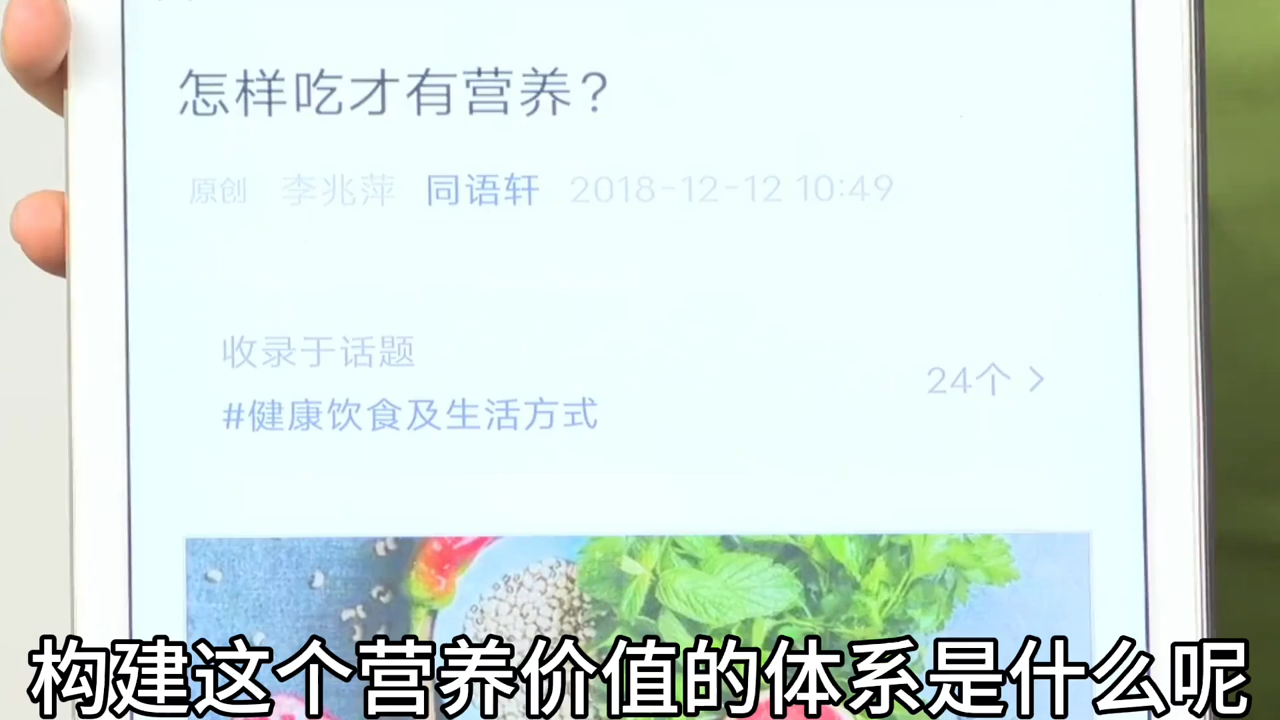 怎样吃才有营养？
原创 李兆萍 同语轩 2018-12-12 10:49
收录于话题
#健康饮食及生活方式
24个
构建这个营养价值的体系是什么呢